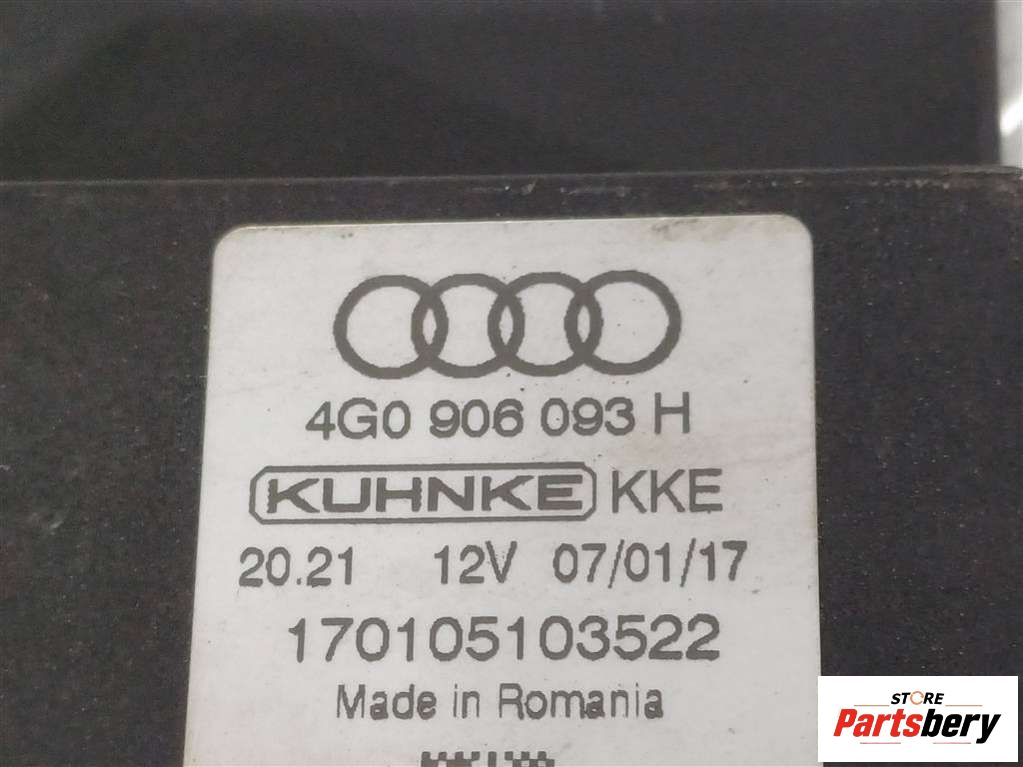 4G0 906 093 H
KUHNKE KKE
20.21 12V 07/01/17
170105103522
Made in Romania
STORE
Partsbery